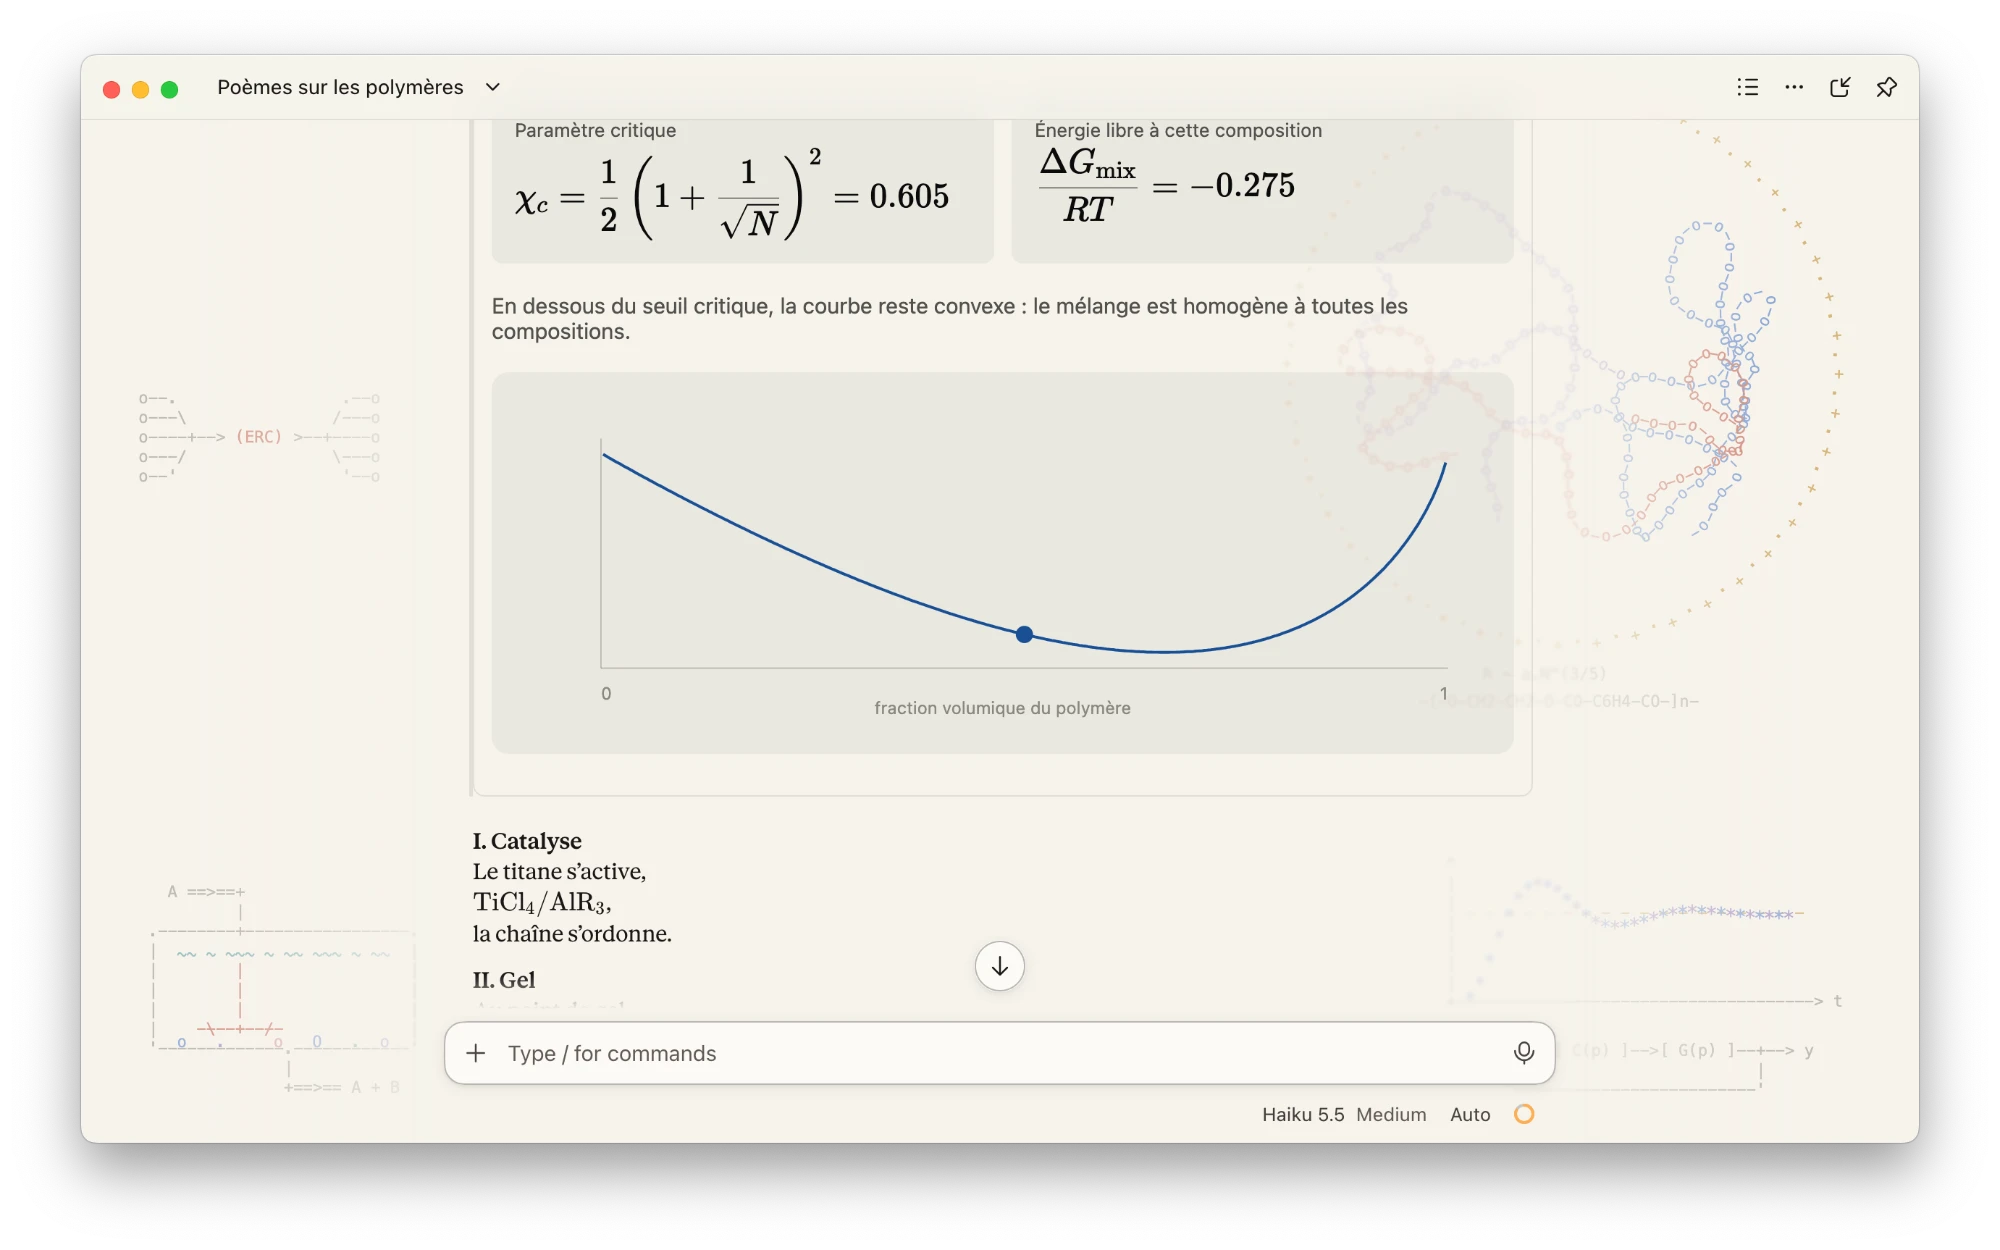 Poèmes sur les polymères
Paramètre critique
χc = 1/2 (1 + 1/√N)² = 0.605
Énergie libre à cette composition
ΔGmix/RT = −0.275
En dessous du seuil critique, la courbe reste convexe : le mélange est homogène à toutes les
compositions.
(ERC)
0
1
fraction volumique du polymère
C6H4—CO—]n—
I. Catalyse
Le titane s’active,
TiCl₄/AlR₃,
la chaîne s’ordonne.
II. Gel
A ==>==+
+==>== A + B
t
C(p) ]——>[ G(p) ]——+——> y
Type / for commands
Haiku 5.5 Medium Auto